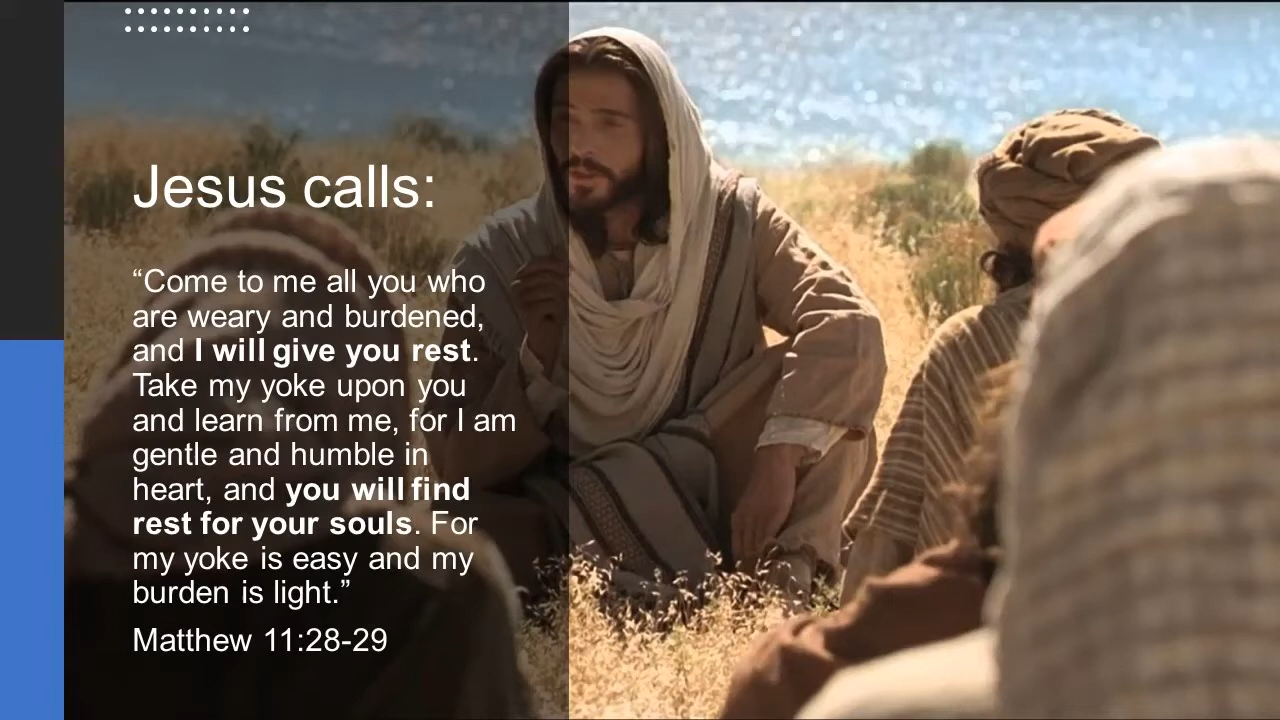 Jesus calls:
“Come to me all you who
are weary and burdened,
and I will give you rest.
Take my yoke upon you
and learn from me, for I am
gentle and humble in
heart, and you will find
rest for your souls. For
my yoke is easy and my
burden is light.”
Matthew 11:28-29